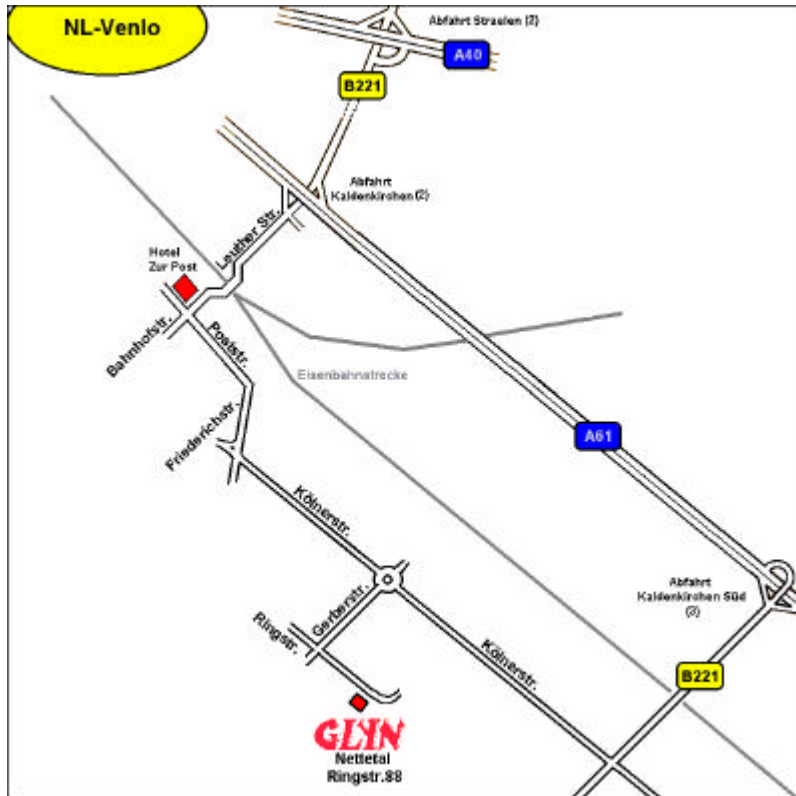 NL-Venlo
Abfahrt Straelen (2)
A40
B221
Abfahrt
Kaldenkirchen (2)
Leuther Str.
Hotel
Zur Post
Bahnhofstr.
Poststr.
Eisenbahnstrecke
Friederichstr.
A61
Kölnerstr.
Abfahrt
Kaldenkirchen Süd
(3)
Gerberstr.
Ringstr.
Kölnerstr.
B221
GLYN
Nettetal
Ringstr.88